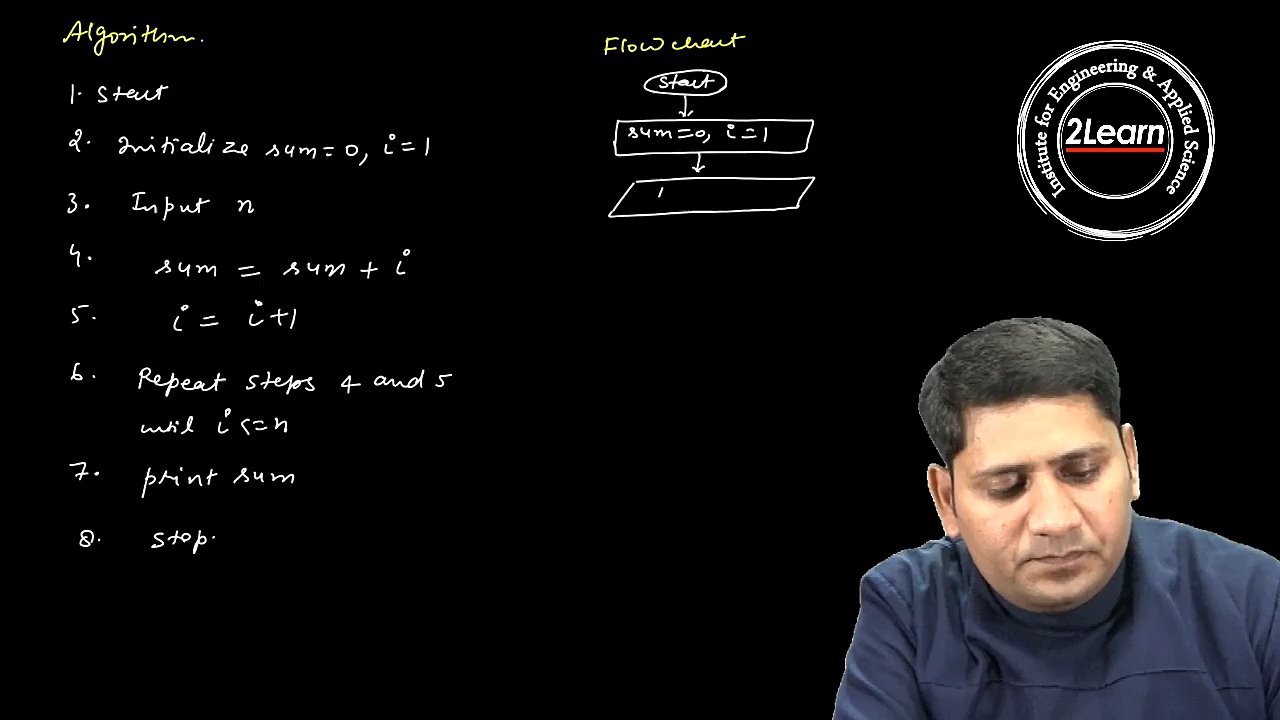 Algorithm.
1. Start
2. Initialize sum=0, i=1
3. Input n
4. sum = sum + i
5. i = i+1
6. Repeat steps 4 and 5
until i <= n
7. print sum
8. stop.
Flowchart
Start
sum=0, i=1
Institute for Engineering & Applied Science
2Learn